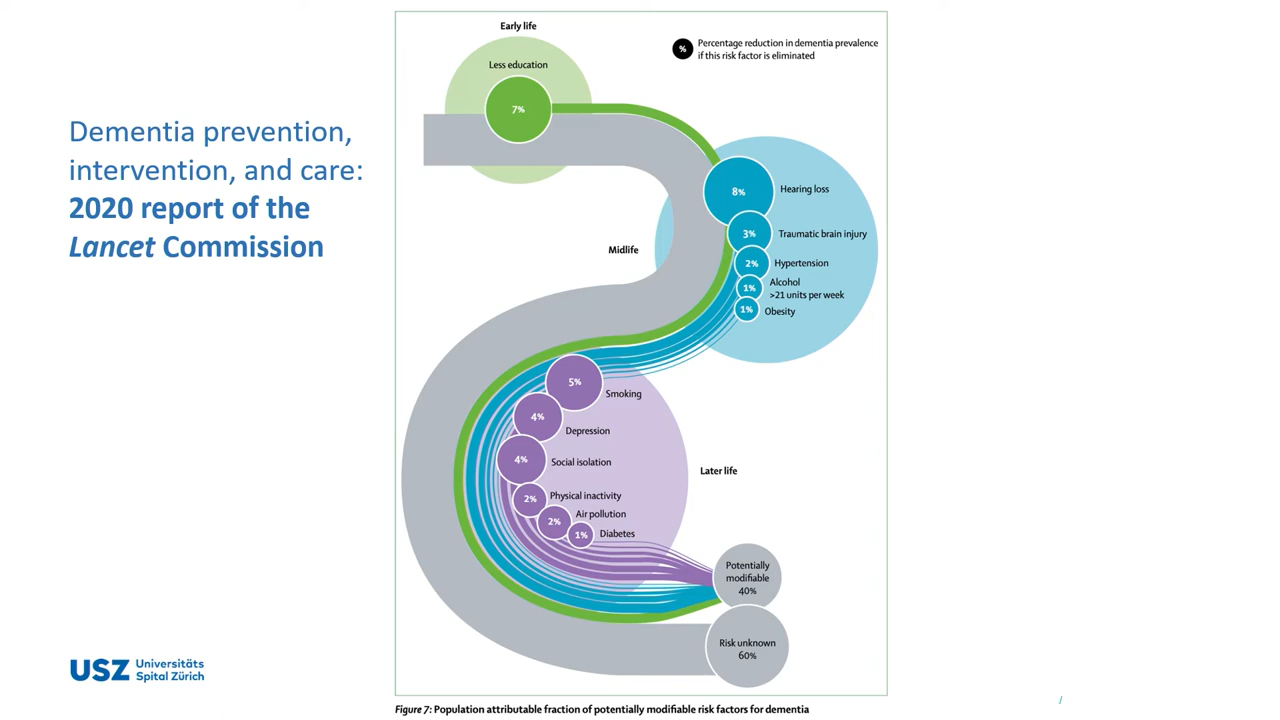 Dementia prevention,
intervention, and care:
2020 report of the
Lancet Commission
Early life
Less education
7%
% Percentage reduction in dementia prevalence
if this risk factor is eliminated
8% Hearing loss
3% Traumatic brain injury
Midlife
2% Hypertension
1% Alcohol
>21 units per week
1% Obesity
5% Smoking
4% Depression
4% Social isolation
Later life
2% Physical inactivity
2% Air pollution
1% Diabetes
Potentially
modifiable
40%
Risk unknown
60%
USZ Universitäts
Spital Zürich
Figure 7: Population attributable fraction of potentially modifiable risk factors for dementia
/